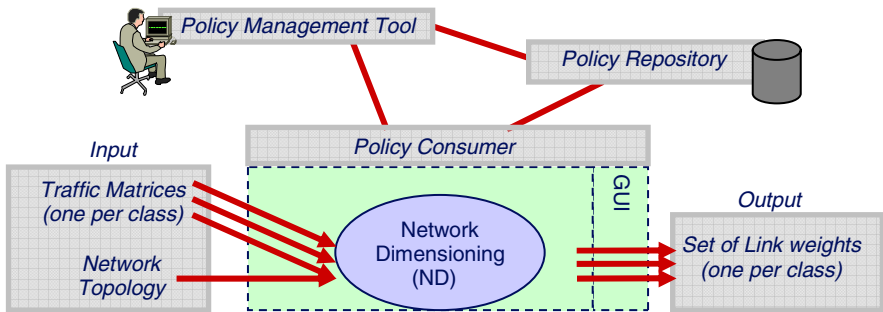 Policy Management Tool
Policy Repository
Policy Consumer
Input
Traffic Matrices
(one per class)
Network
Topology
Network
Dimensioning
(ND)
GUI
Output
Set of Link weights
(one per class)